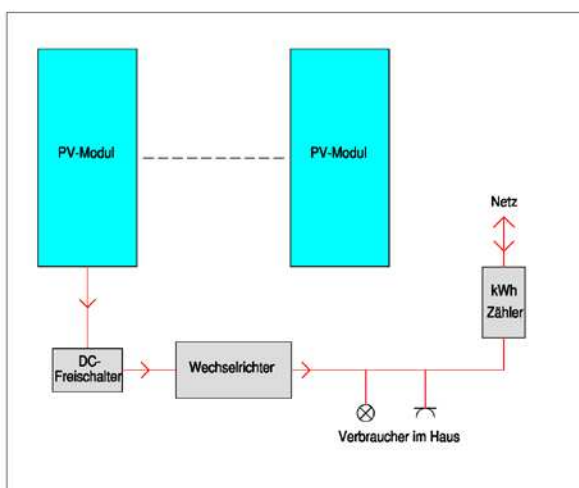 PV-Modul
PV-Modul
Netz
kWh
Zähler
DC-
Freischalter
Wechselrichter
Verbraucher im Haus